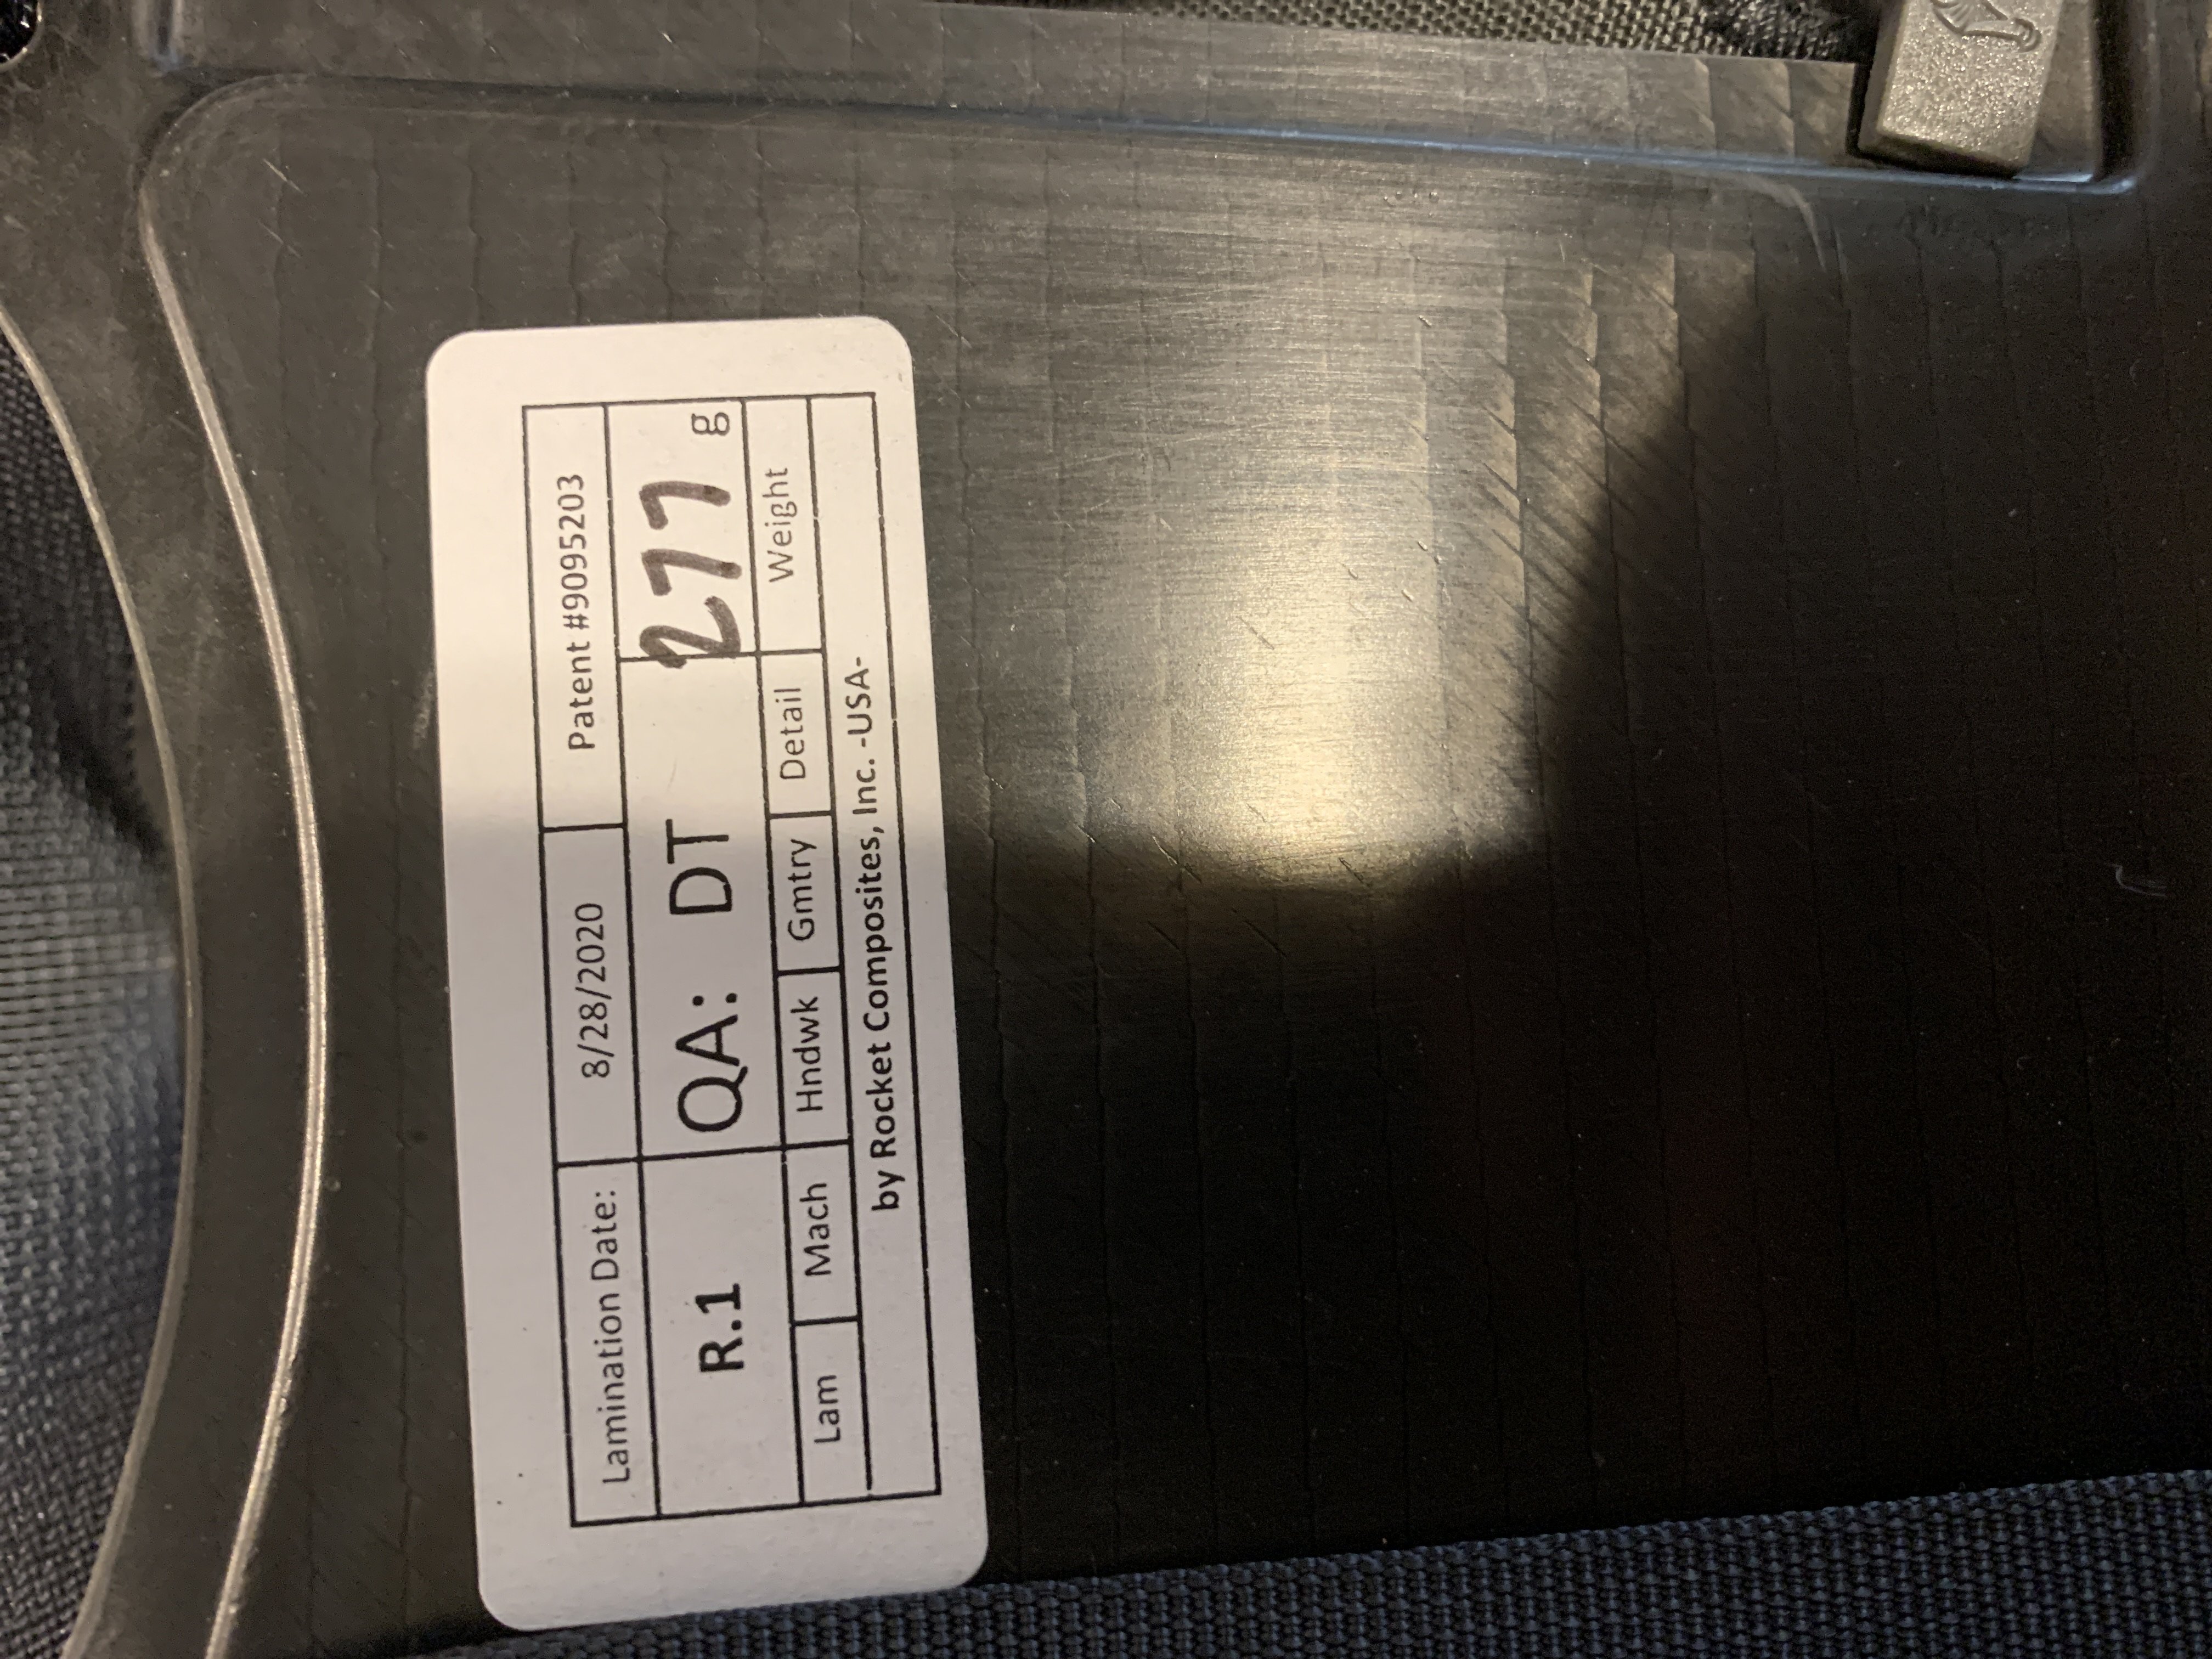 Lamination Date: 8/28/2020 Patent #9095203
R.1 QA: DT 277 g
Lam Mach Hndwk Gmtry Detail Weight
by Rocket Composites, Inc. -USA-